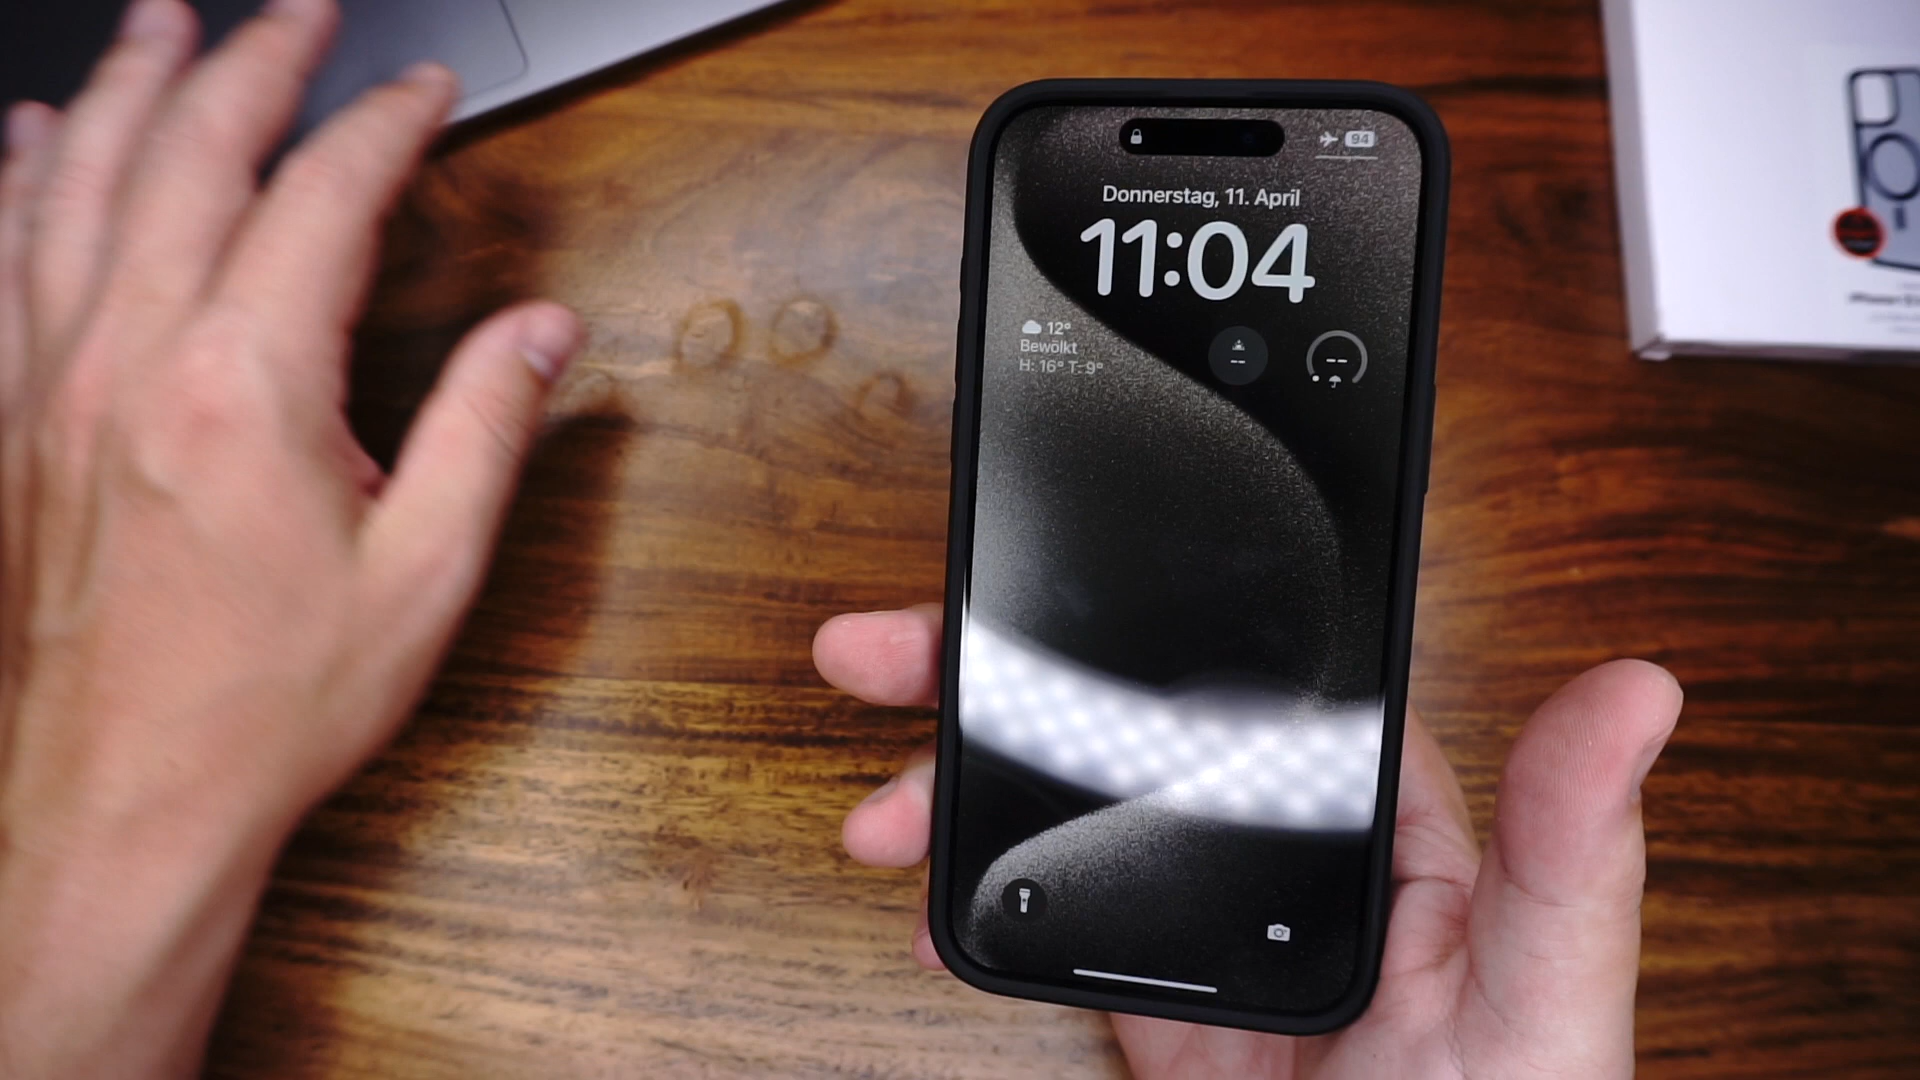 94
Donnerstag, 11. April
11:04
12°
Bewölkt
H: 16° T: 9°
--
--